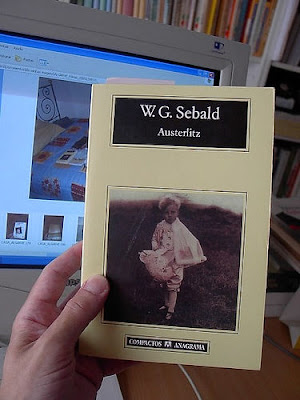 W. G. Sebald
Austerlitz
COMPACTOS ANAGRAMA